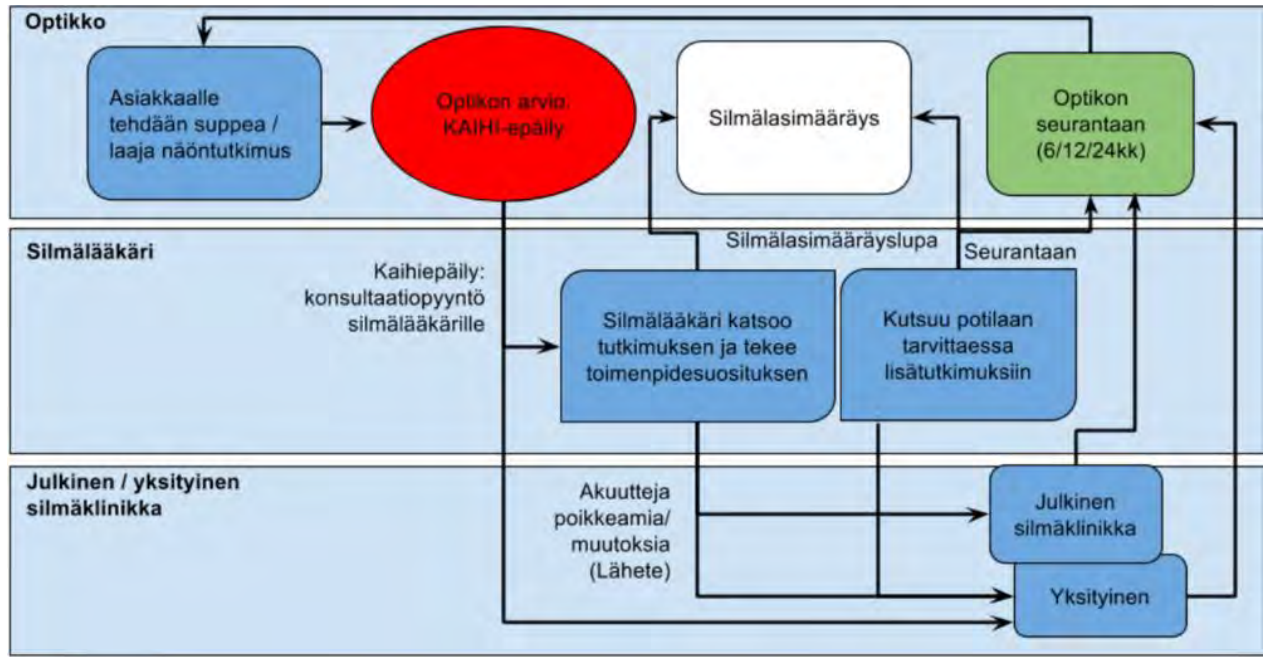 Optikko
Asiakkaalle
tehdään suppea /
laaja näöntutkimus
Optikon arvio:
KAIHI-epäily
Silmälasimääräys
Optikon
seurantaan
(6/12/24kk)
Silmälääkäri
Kaihiepäily:
konsultaatiopyyntö
silmälääkärille
Silmälasimääräyslupa
Seurantaan
Silmälääkäri katsoo
tutkimuksen ja tekee
toimenpidesuosituksen
Kutsuu potilaan
tarvittaessa
lisätutkimuksiin
Julkinen / yksityinen
silmäklinikka
Akuutteja
poikkeamia/
muutoksia
(Lähete)
Julkinen
silmäklinikka
Yksityinen